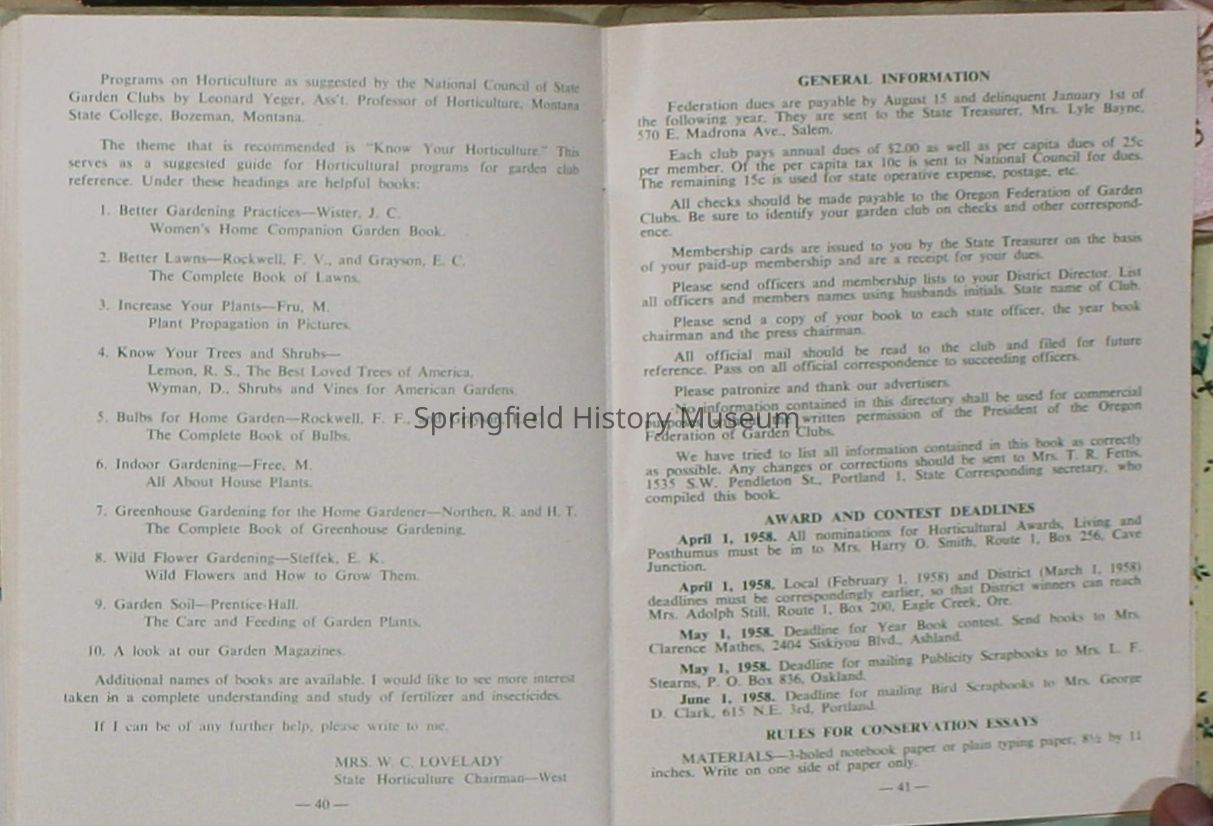 Programs on Horticulture as suggested by the National Council of State
Garden Clubs by Leonard Yeger, Ass't. Professor of Horticulture, Montana
State College, Bozeman, Montana.
The theme that is recommended is "Know Your Horticulture." This
serves as a suggested guide for Horticultural programs for garden club
reference. Under these headings are helpful books:
1. Better Gardening Practices—Wister, J. C.
Women's Home Companion Garden Book.
2. Better Lawns—Rockwell, F. V., and Grayson, E. C.
The Complete Book of Lawns.
3. Increase Your Plants—Fru, M.
Plant Propagation in Pictures.
4. Know Your Trees and Shrubs—
Lemon, R. S., The Best Loved Trees of America.
Wyman, D., Shrubs and Vines for American Gardens.
5. Bulbs for Home Garden—Rockwell, F. F.,
The Complete Book of Bulbs.
6. Indoor Gardening—Free, M.
All About House Plants.
7. Greenhouse Gardening for the Home Gardener—Northen, R. and H. T.
The Complete Book of Greenhouse Gardening.
8. Wild Flower Gardening—Steffek, E. K.
Wild Flowers and How to Grow Them.
9. Garden Soil—Prentice-Hall.
The Care and Feeding of Garden Plants.
10. A look at our Garden Magazines.
Additional names of books are available. I would like to see more interest
taken in a complete understanding and study of fertilizer and insecticides.
If I can be of any further help, please write to me.
MRS. W. C. LOVELADY
State Horticulture Chairman—West
— 40 —
GENERAL INFORMATION
Federation dues are payable by August 15 and delinquent January 1st of
the following year. They are sent to the State Treasurer, Mrs. Lyle Bayne,
570 E. Madrona Ave., Salem.
Each club pays annual dues of $2.00 as well as per capita dues of 25c
per member. Of the per capita tax 10c is sent to National Council for dues.
The remaining 15c is used for state operative expense, postage, etc.
All checks should be made payable to the Oregon Federation of Garden
Clubs. Be sure to identify your garden club on checks and other correspond-
ence.
Membership cards are issued to you by the State Treasurer on the basis
of your paid-up membership and are a receipt for your dues.
Please send officers and membership lists to your District Director. List
all officers and members names using husbands initials. State name of Club.
Please send a copy of your book to each state officer, the year book
chairman and the press chairman.
All official mail should be read to the club and filed for future
reference. Pass on all official correspondence to succeeding officers.
Please patronize and thank our advertisers.
No information contained in this directory shall be used for commercial
purposes written permission of the President of the Oregon
Federation of Garden Clubs.
We have tried to list all information contained in this book as correctly
as possible. Any changes or corrections should be sent to Mrs. T. R. Fettis,
1535 S.W. Pendleton St., Portland 1, State Corresponding secretary, who
compiled this book.
AWARD AND CONTEST DEADLINES
April 1, 1958. All nominations for Horticultural Awards, Living and
Posthumus must be in to Mrs. Harry O. Smith, Route 1, Box 256, Cave
Junction.
April 1, 1958. Local (February 1, 1958) and District (March 1, 1958)
deadlines must be correspondingly earlier, so that District winners can reach
Mrs. Adolph Still, Route 1, Box 200, Eagle Creek, Ore.
May 1, 1958. Deadline for Year Book contest. Send books to Mrs.
Clarence Mathes, 2404 Siskiyou Blvd., Ashland.
May 1, 1958. Deadline for mailing Publicity Scrapbooks to Mrs. L. F.
Stearns, P. O. Box 836, Oakland.
June 1, 1958. Deadline for mailing Bird Scrapbooks to Mrs. George
D. Clark, 615 N.E. 3rd, Portland.
RULES FOR CONSERVATION ESSAYS
MATERIALS—3-holed notebook paper or plain typing paper, 8½ by 11
inches. Write on one side of paper only.
— 41 —
Springfield History Museum